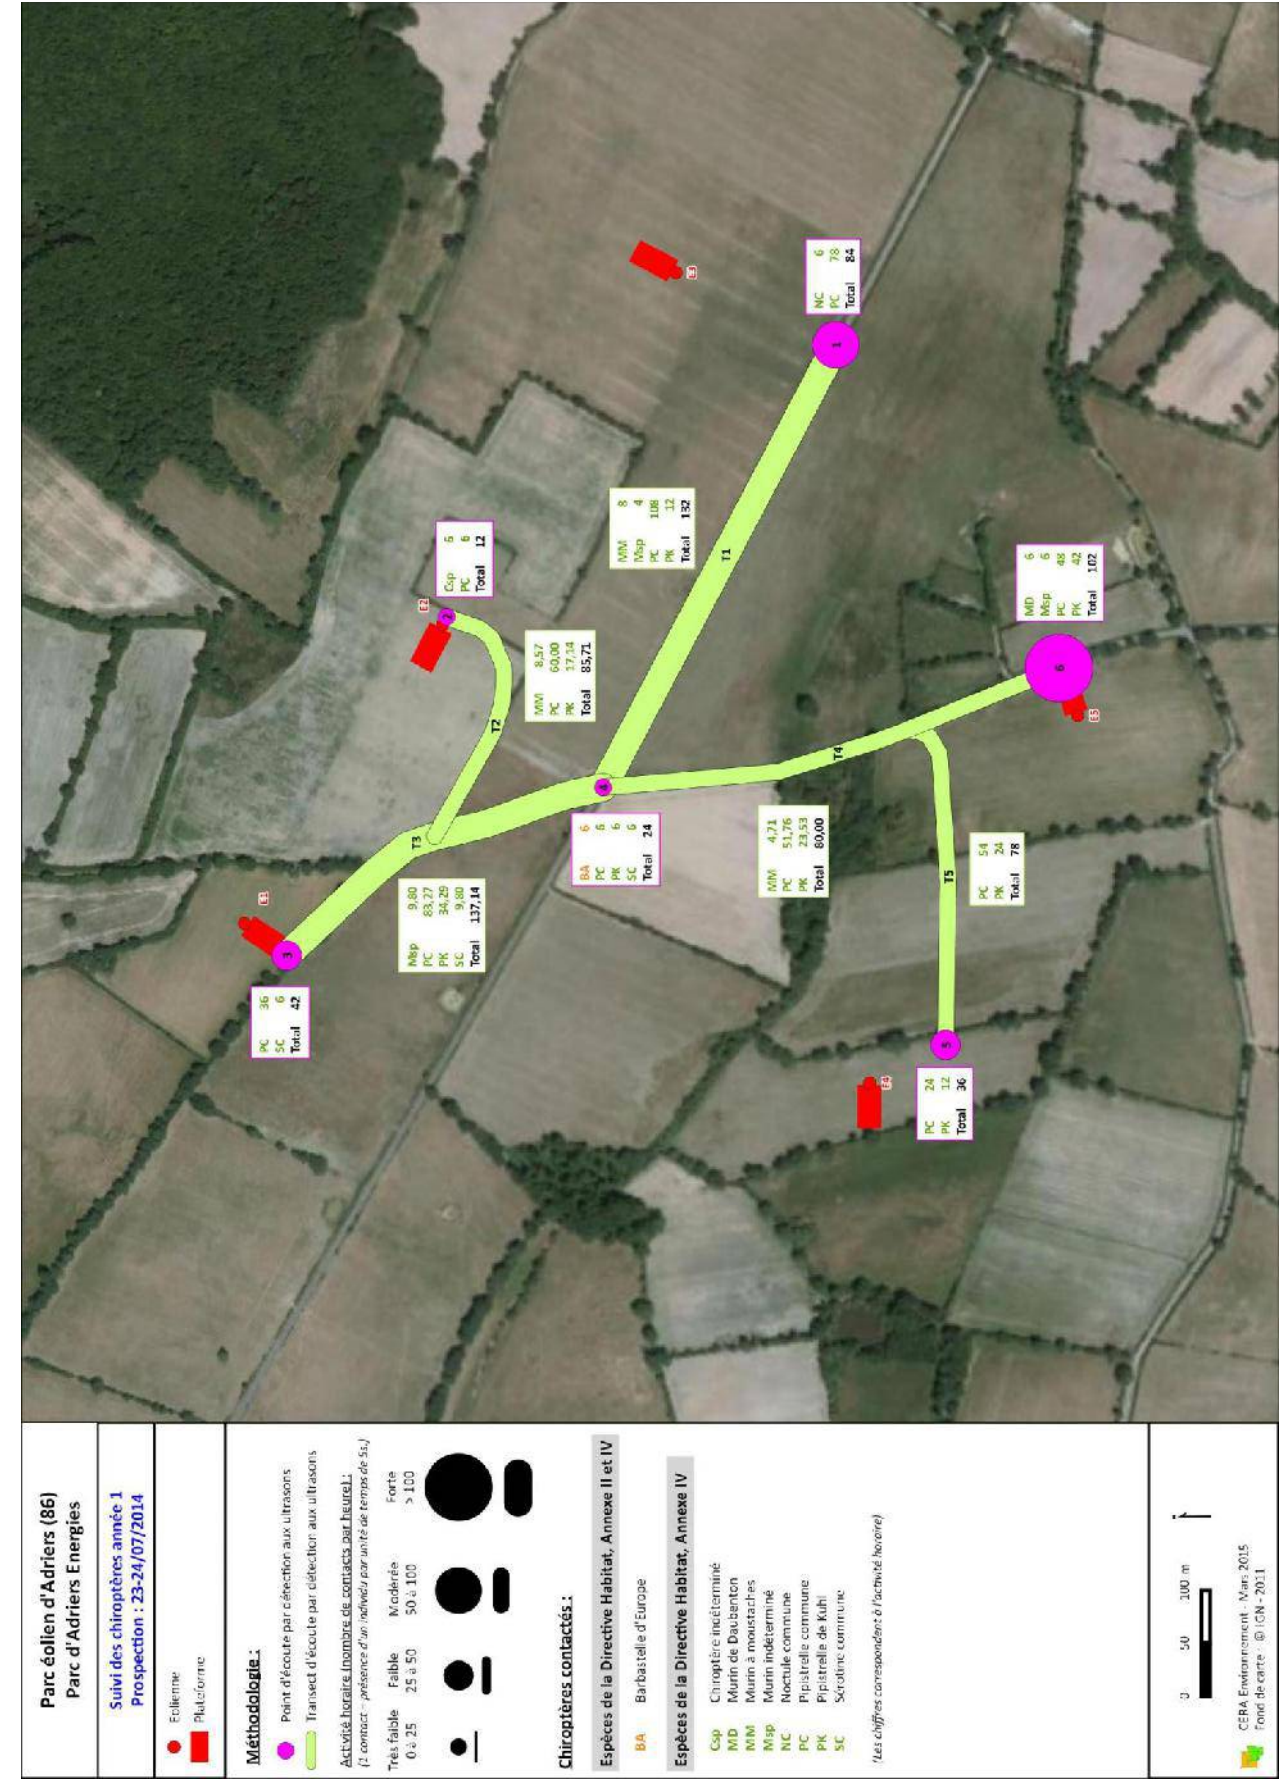 Parc éolien d'Adriers (86)
Parc d'Adriers Energies
Suivi des chiroptères année 1
Prospection : 23-24/07/2014
Eolienne
Plateforme
Méthodologie :
Point d'écoute par détection aux ultrasons
Transect d'écoute par détection aux ultrasons
Activité horaire (nombre de contacts par heure) :
(1 contact = présence d'un individu par unité de temps de 5s.)
Très faible Faible Modérée Forte
0 à 25 25 à 50 50 à 100 > 100
Chiroptères contactés :
Espèces de la Directive Habitat, Annexe II et IV
BA Barbastelle d'Europe
Espèces de la Directive Habitat, Annexe IV
Csp Chiroptère indéterminé
MD Murin de Daubenton
MM Murin à moustaches
Msp Murin indéterminé
NC Noctule commune
PC Pipistrelle commune
PK Pipistrelle de Kuhl
SC Sérotine commune
(Les chiffres correspondent à l'activité horaire)
0 50 100 m
CERA Environnement - Mars 2015
Fond de carte : © IGN - 2011
E1
3
PC 36
SC 6
Total 42
T3
Msp 9,80
PC 83,27
PK 34,29
SC 9,80
Total 137,14
E2
2
Csp 6
PC 6
Total 12
T2
MM 8,57
PC 60,00
PK 17,14
Total 85,71
4
BA 6
PC 6
PK 6
SC 6
Total 24
E3
T1
MM 8
Msp 4
PC 108
PK 12
Total 132
1
NC 6
PC 78
Total 84
T4
MM 4,71
PC 51,76
PK 23,53
Total 80,00
E4
5
PC 24
PK 12
Total 36
T5
PC 54
PK 24
Total 78
6
E5
MD 6
Msp 6
PC 48
PK 42
Total 102